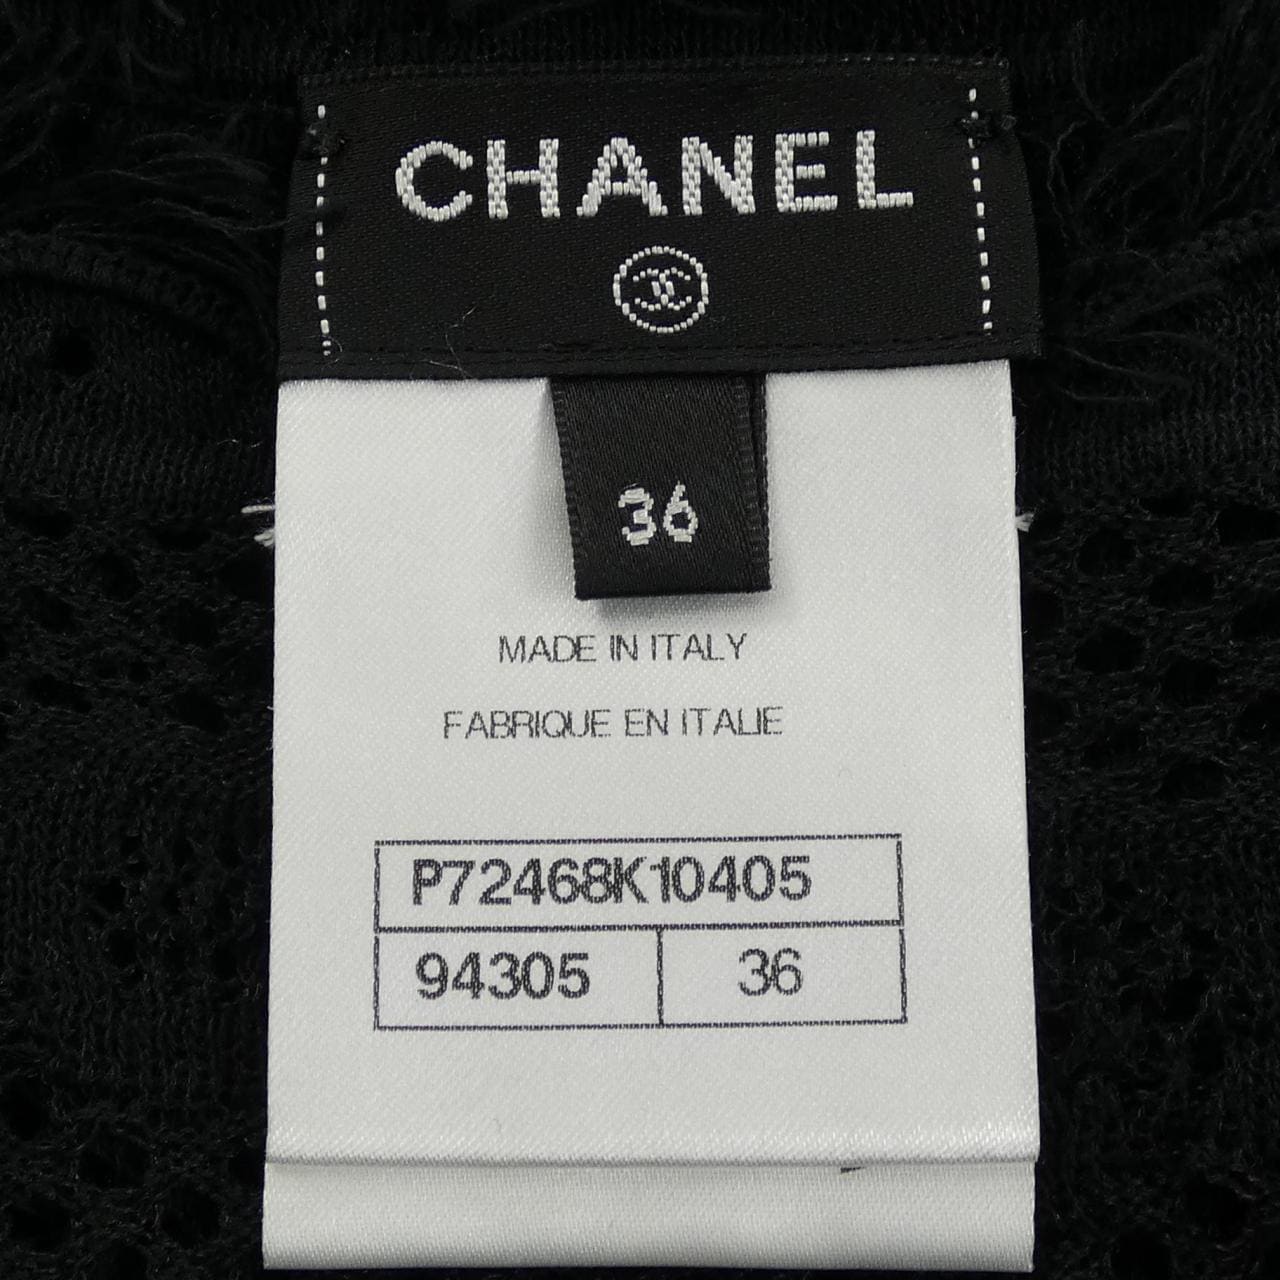 CHANEL
36
MADE IN ITALY
FABRIQUE EN ITALIE
P72468K10405
94305 36